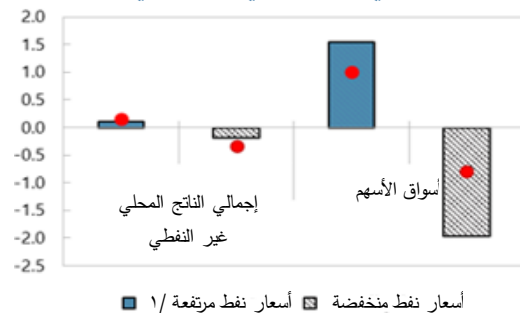 2.0
1.5
1.0
0.5
0.0
-0.5
-1.0
-1.5
-2.0
-2.5
إجمالي الناتج المحلي
غير النفطي
أسواق الأسهم
أسعار نفط مرتفعة /١
أسعار نفط منخفضة